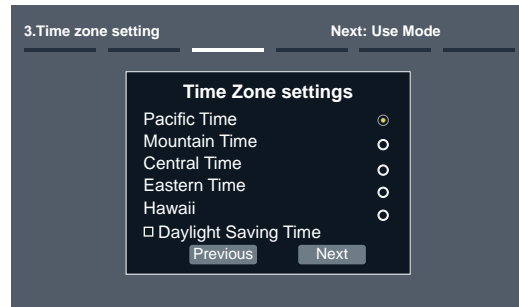 3.Time zone setting Next: Use Mode
Time Zone settings
Pacific Time
Mountain Time
Central Time
Eastern Time
Hawaii
Daylight Saving Time
Previous Next